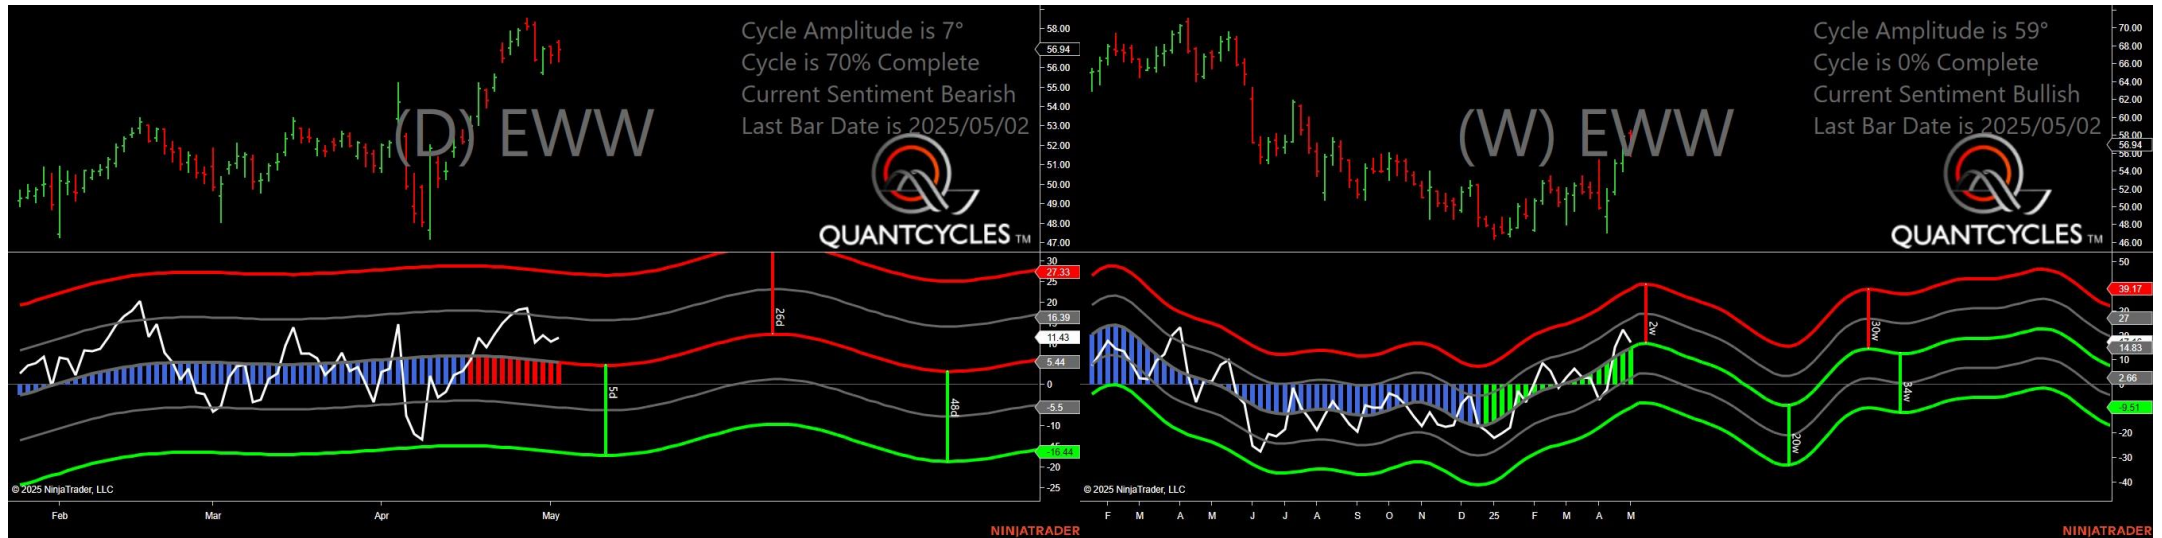 Cycle Amplitude is 7°
Cycle is 70% Complete
Current Sentiment Bearish
Last Bar Date is 2025/05/02
(D) EWW
QUANTCYCLES TM
58.00
56.94
56.00
55.00
54.00
53.00
52.00
51.00
50.00
49.00
48.00
47.00
30
27.33
25
20
16.39
11.43
10
5.44
0
-5.5
-10
-16.44
-20
-25
26d
5d
48d
© 2025 NinjaTrader, LLC
Feb Mar Apr May
NINJATRADER
Cycle Amplitude is 59°
Cycle is 0% Complete
Current Sentiment Bullish
Last Bar Date is 2025/05/02
(W) EWW
QUANTCYCLES TM
70.00
68.00
66.00
64.00
62.00
60.00
58.00
56.94
56.00
54.00
52.00
50.00
48.00
46.00
50
39.17
27
14.83
10
2.66
-9.51
-20
-30
-40
2w
30w
20w
34w
© 2025 NinjaTrader, LLC
F M A M J J A S O N D 25 F M A M
NINJATRADER